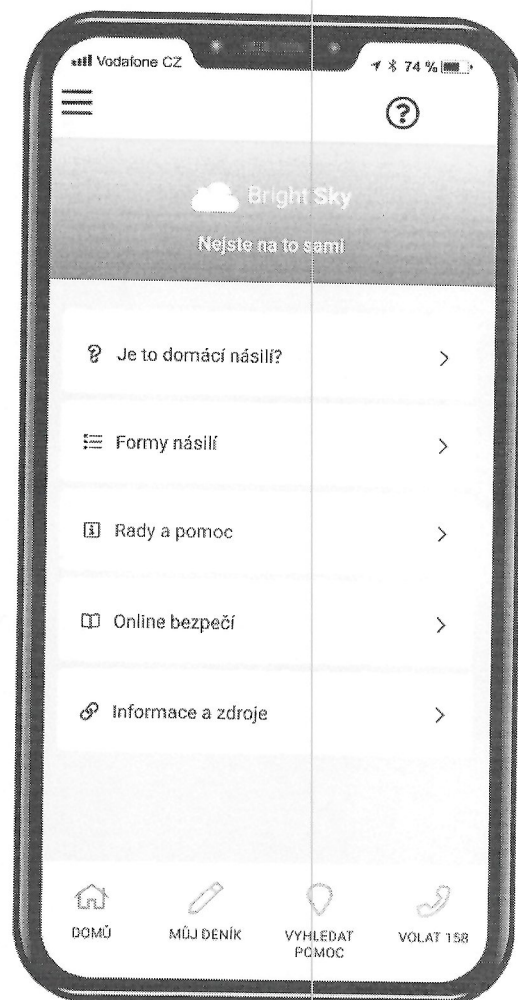 Vodafone CZ
74 %
Bright Sky
Nejste na to sami
Je to domácí násilí?
Formy násilí
Rady a pomoc
Online bezpečí
Informace a zdroje
DOMŮ
MŮJ DENÍK
VYHLEDAT
POMOC
VOLAT 158